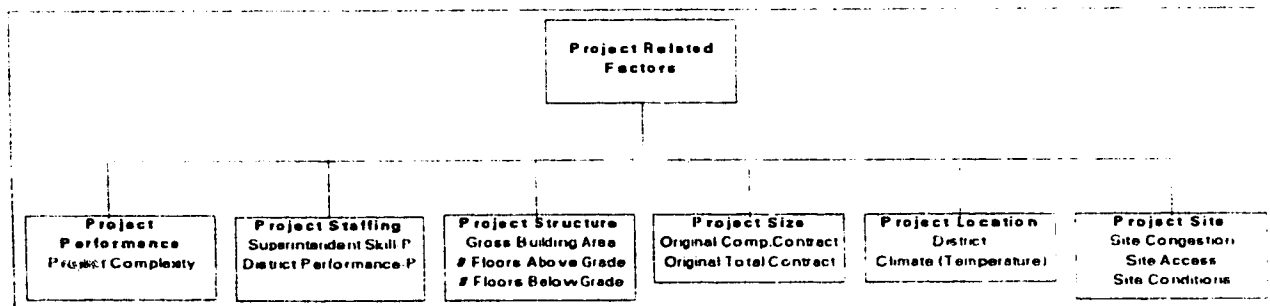 Project Related
Factors
Project
Performance
Project Complexity
Project Staffing
Superintendent Skill P
District Performance-P
Project Structure
Gross Building Area
# Floors Above Grade
# Floors Below Grade
Project Size
Original Comp.Contract
Original Total Contract
Project Location
District
Climate (Temperature)
Project Site
Site Congestion
Site Access
Site Conditions